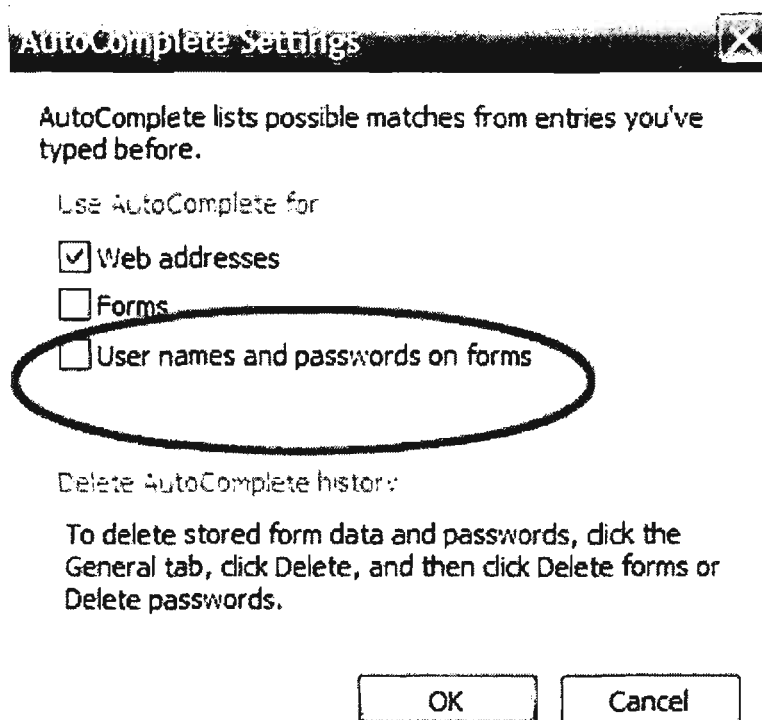 AutoComplete Settings
AutoComplete lists possible matches from entries you've
typed before.
Use AutoComplete for
Web addresses
Forms
User names and passwords on forms
Delete AutoComplete history
To delete stored form data and passwords, click the
General tab, click Delete, and then click Delete forms or
Delete passwords.
OK
Cancel